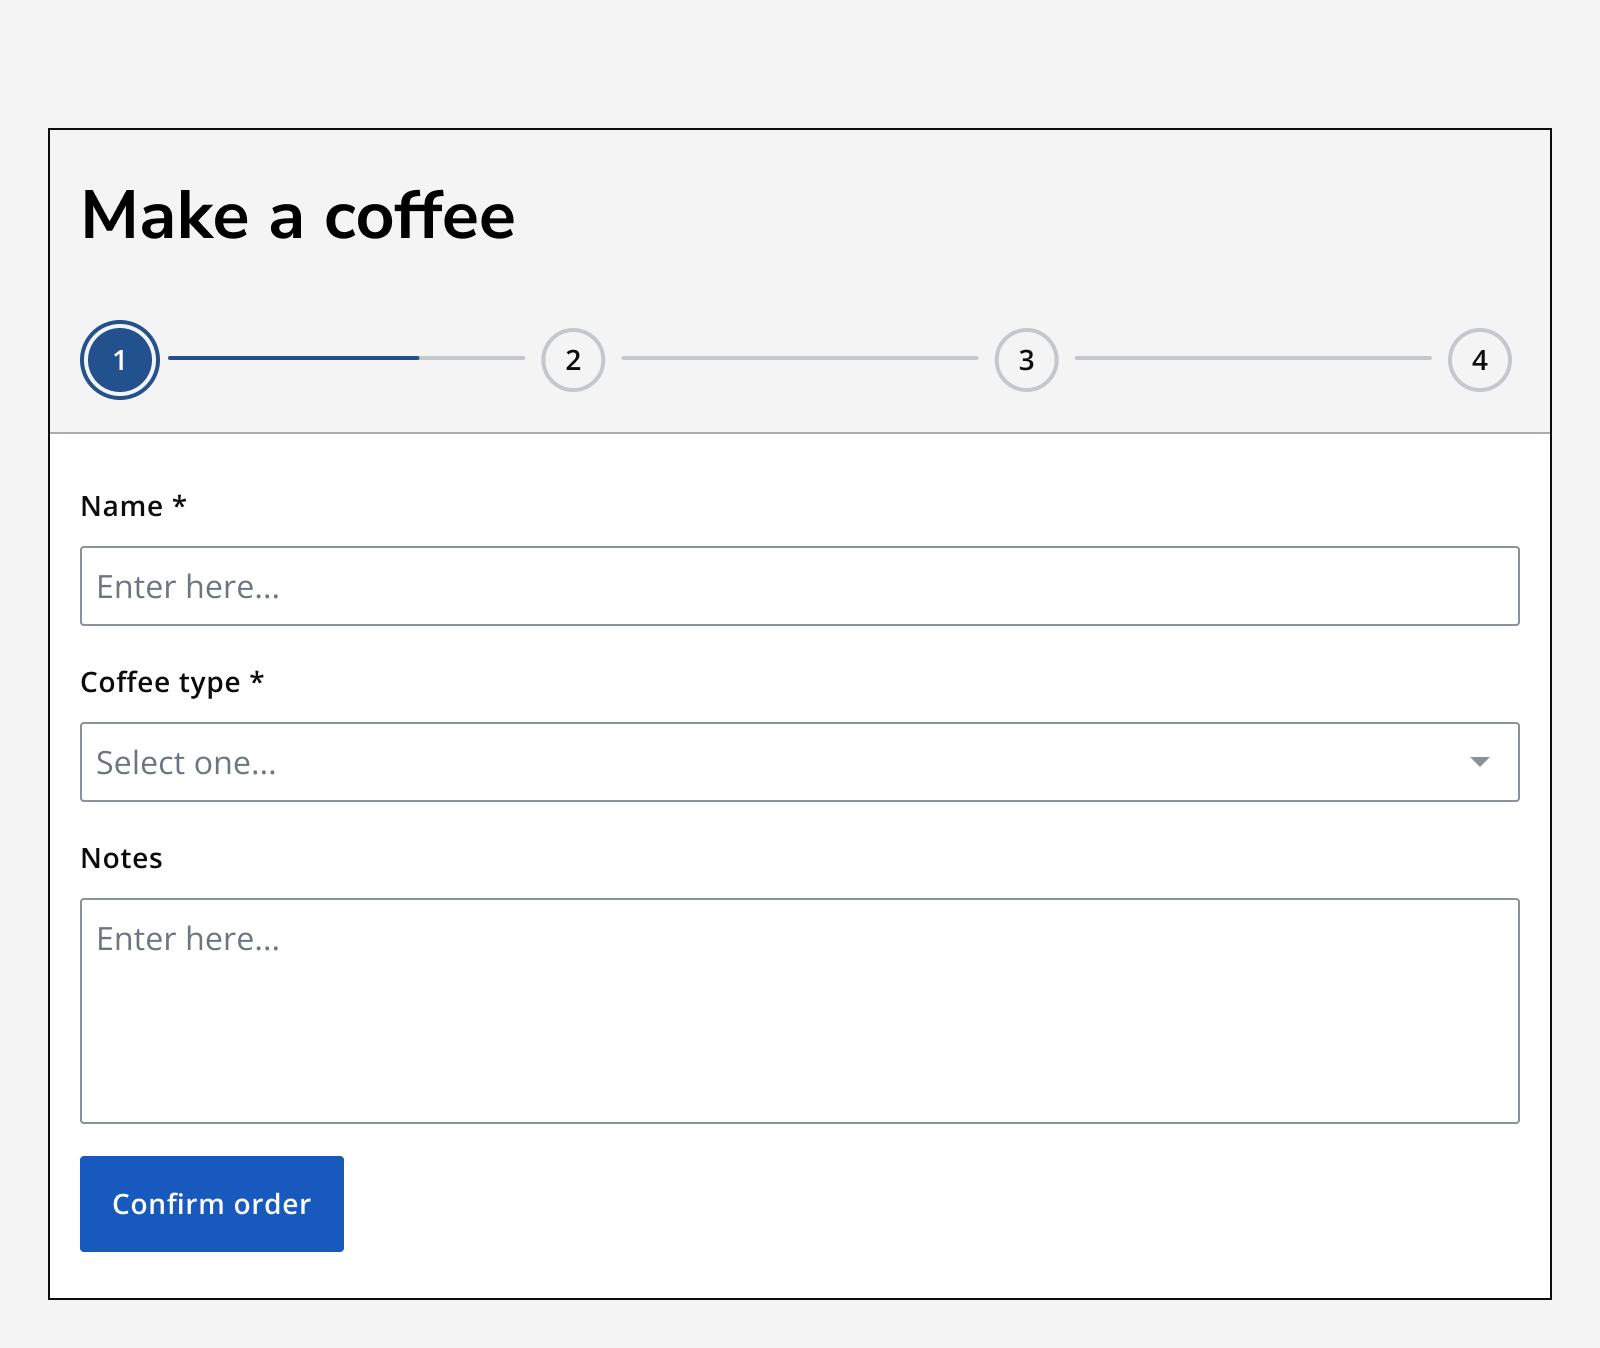 Make a coffee
1 2 3 4
Name *
Enter here...
Coffee type *
Select one...
Notes
Enter here...
Confirm order